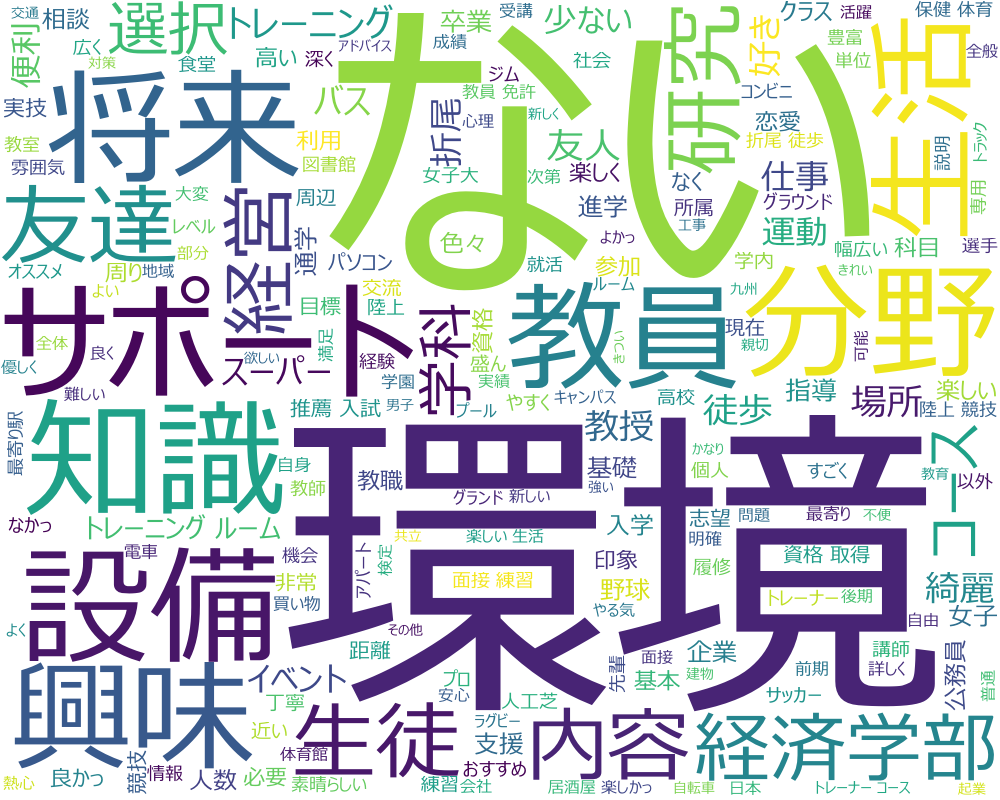 交通
相談
選択
トレーニング
卒業
受講
少ない
クラス
活躍
保健 体育
便利
広く
対策
食堂
高い
深く
アドバイス
成績
ジム
社会
好き
豊富
単位
全般
将来
ない
研究
生活
実技
バス
教員 免許
コンビニ
教室
利用
折尾
心理
新しく
友人
恋愛
折尾 徒歩
説明
トラック
雰囲気
図書館
女子大
次第
楽しく
なく
仕事
専用
友達
大変
経営
周辺
進学
所属
グラウンド
レベル
部分
通学
色々
よかっ
工事
運動
幅広い
科目
選手
オススメ
周り
地域
パソコン
就活
参加
学内
きれい
よい
交流
ルーム
九州
サポート
目標
陸上
学科
資格
教員
分野
優しく
全体
良く
欲しい
満足
経験
盛ん
きつい
現在
親切
可能
難しい
スーパー
学園
実績
キャンパス
指導
場所
楽しい
最寄り駅
知識
推薦 入試
男子
プール
やすく
高校
徒歩
陸上 競技
自身
教授
かなり
コース
なかっ
教師
教職
グランド
新しい
基礎
強い
個人
すごく
教育
以外
トレーニング ルーム
共立
楽しい 生活
入学
志望
問題
最寄り
不便
電車
機会
アパート
検定
環境
明確
設備
非常
面接 練習
印象
履修
資格 取得
綺麗
買い物
野球
やる気
トレーナー
後期
女子
よく
その他
自由
距離
企業
講師
興味
イベント
プロ
安心
人工芝
先輩
面接
基本
建物
前期
詳しく
公務員
普通
丁寧
生徒
ラグビー
内容
サッカー
経済学部
近い
体育館
支援
おすすめ
熱心
良かっ
競技
情報
人数
必要
素晴らしい
練習
会社
居酒屋
楽しかっ
自転車
日本
トレーナー コース
起業